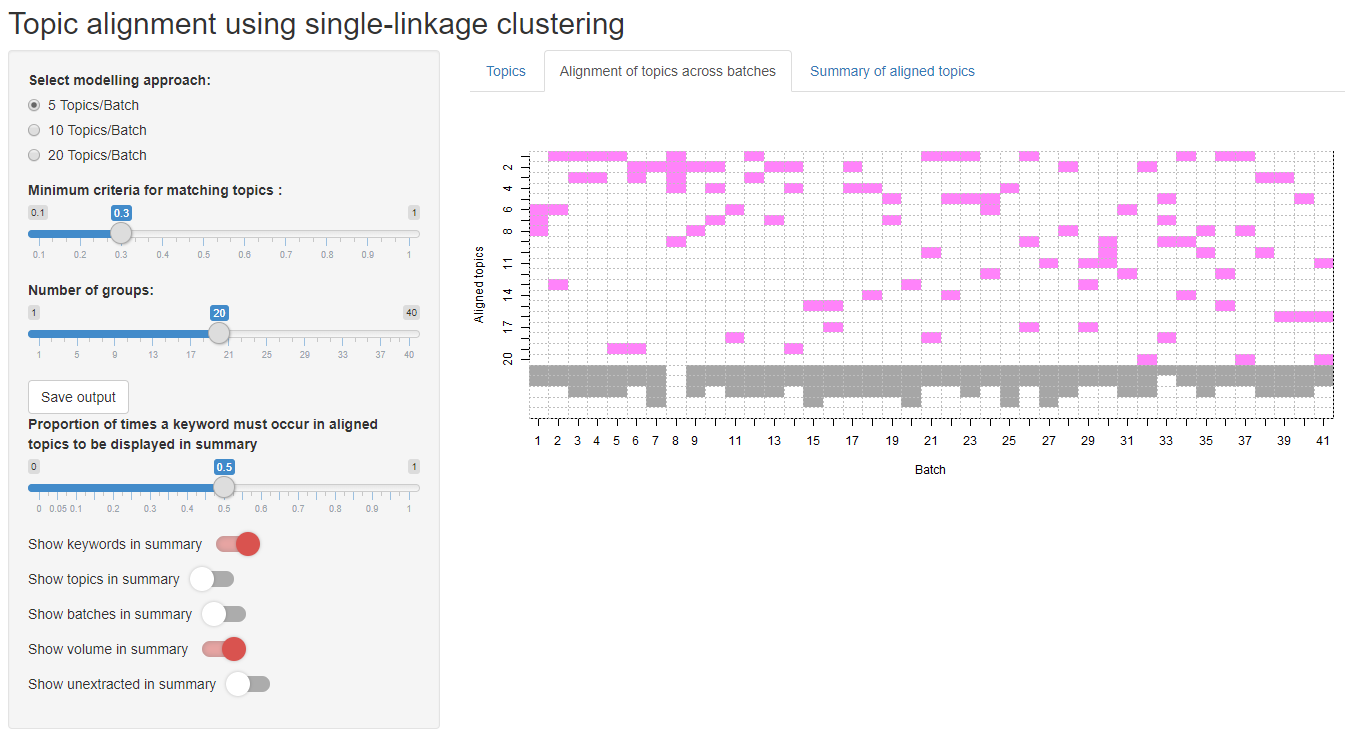 Topic alignment using single-linkage clustering
Select modelling approach:
5 Topics/Batch
10 Topics/Batch
20 Topics/Batch
Minimum criteria for matching topics :
0.1 0.3 1
0.1 0.2 0.3 0.4 0.5 0.6 0.7 0.8 0.9 1
Number of groups:
1 20 40
1 5 9 13 17 21 25 29 33 37 40
Save output
Proportion of times a keyword must occur in aligned
topics to be displayed in summary
0 0.5 1
0 0.05 0.1 0.2 0.3 0.4 0.5 0.6 0.7 0.8 0.9 1
Show keywords in summary
Show topics in summary
Show batches in summary
Show volume in summary
Show unextracted in summary
Topics Alignment of topics across batches Summary of aligned topics
Aligned topics
2
4
6
8
11
14
17
20
1 2 3 4 5 6 7 8 9 11 13 15 17 19 21 23 25 27 29 31 33 35 37 39 41
Batch